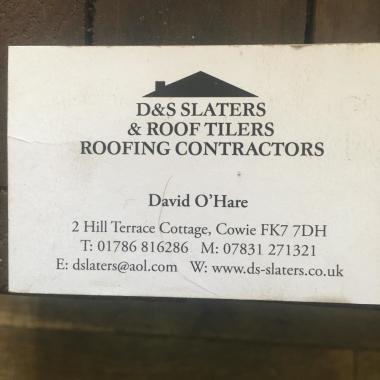 D&S SLATERS
& ROOF TILERS
ROOFING CONTRACTORS
David O'Hare
2 Hill Terrace Cottage, Cowie FK7 7DH
T: 01786 816286 M: 07831 271321
E: dslaters@aol.com W: www.ds-slaters.co.uk